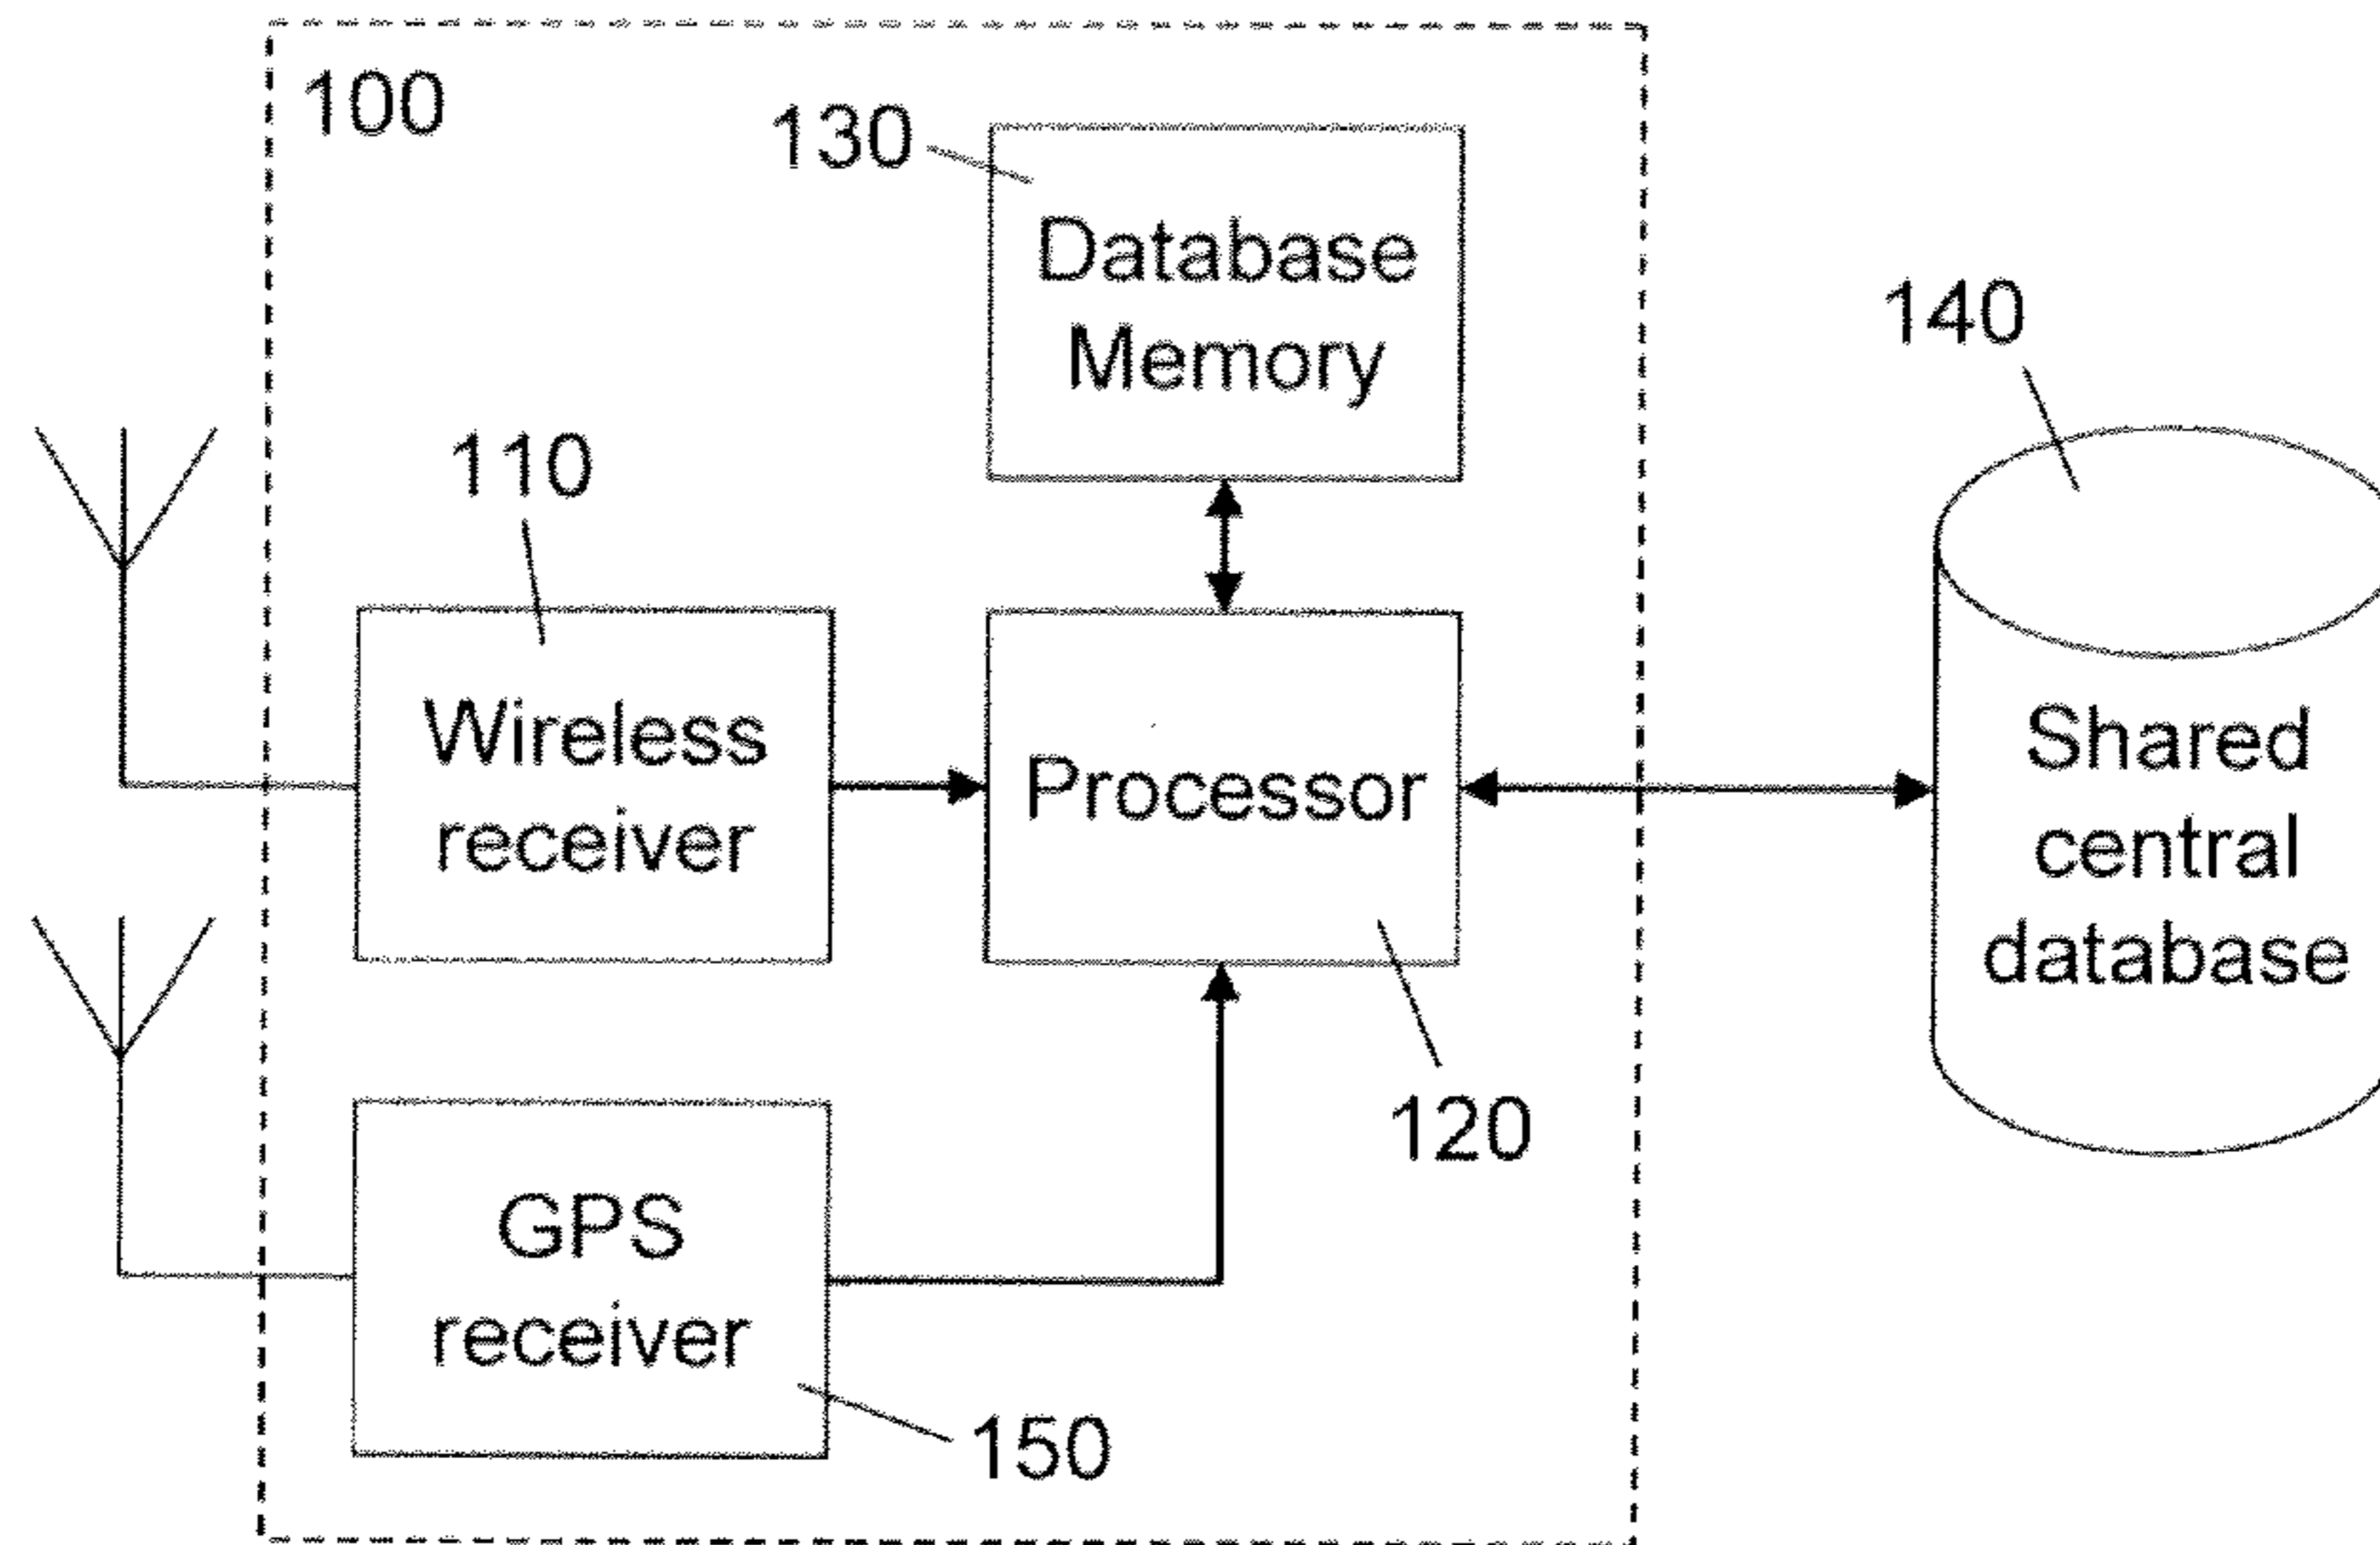 100
130
Database
Memory
140
110
Wireless
receiver
Processor
Shared
central
database
120
GPS
receiver
150